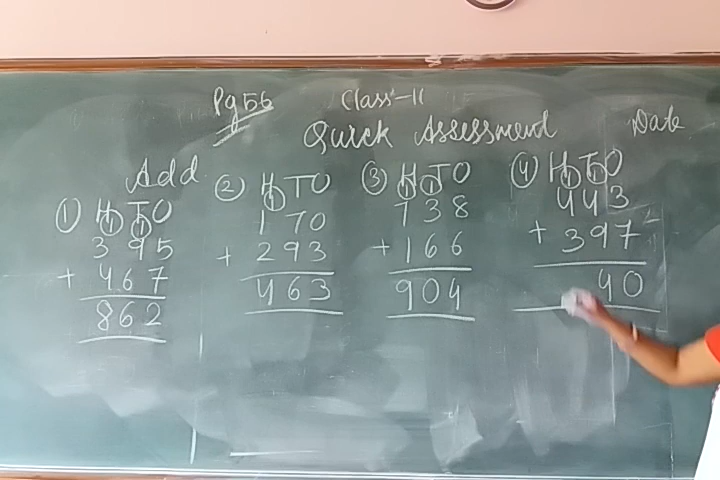 Pg 56 Class-II
Quick Assessment Date
Add
① H T O
① ①
3 9 5
+ 4 6 7
8 6 2
② H T O
①
1 7 0
+ 2 9 3
4 6 3
③ H T O
① ①
7 3 8
+ 1 6 6
9 0 4
④ H T O
① ①
4 4 3
+ 3 9 7
4 0